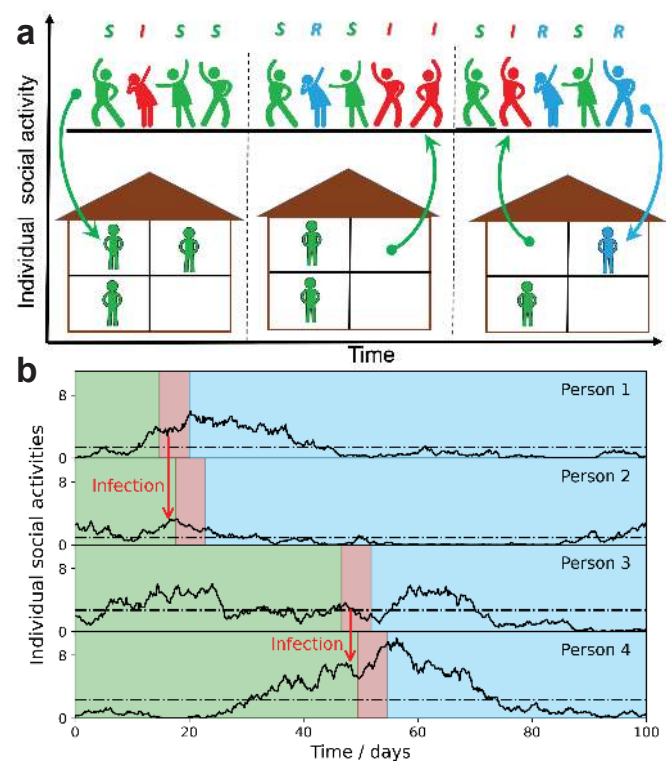 a
S I S S S R S I I S I R S R
Individual social activity
Time
b
8
0
Person 1
Infection
8
0
Person 2
8
0
Person 3
Infection
8
0
Person 4
Individual social activities
0 20 40 60 80 100
Time / days